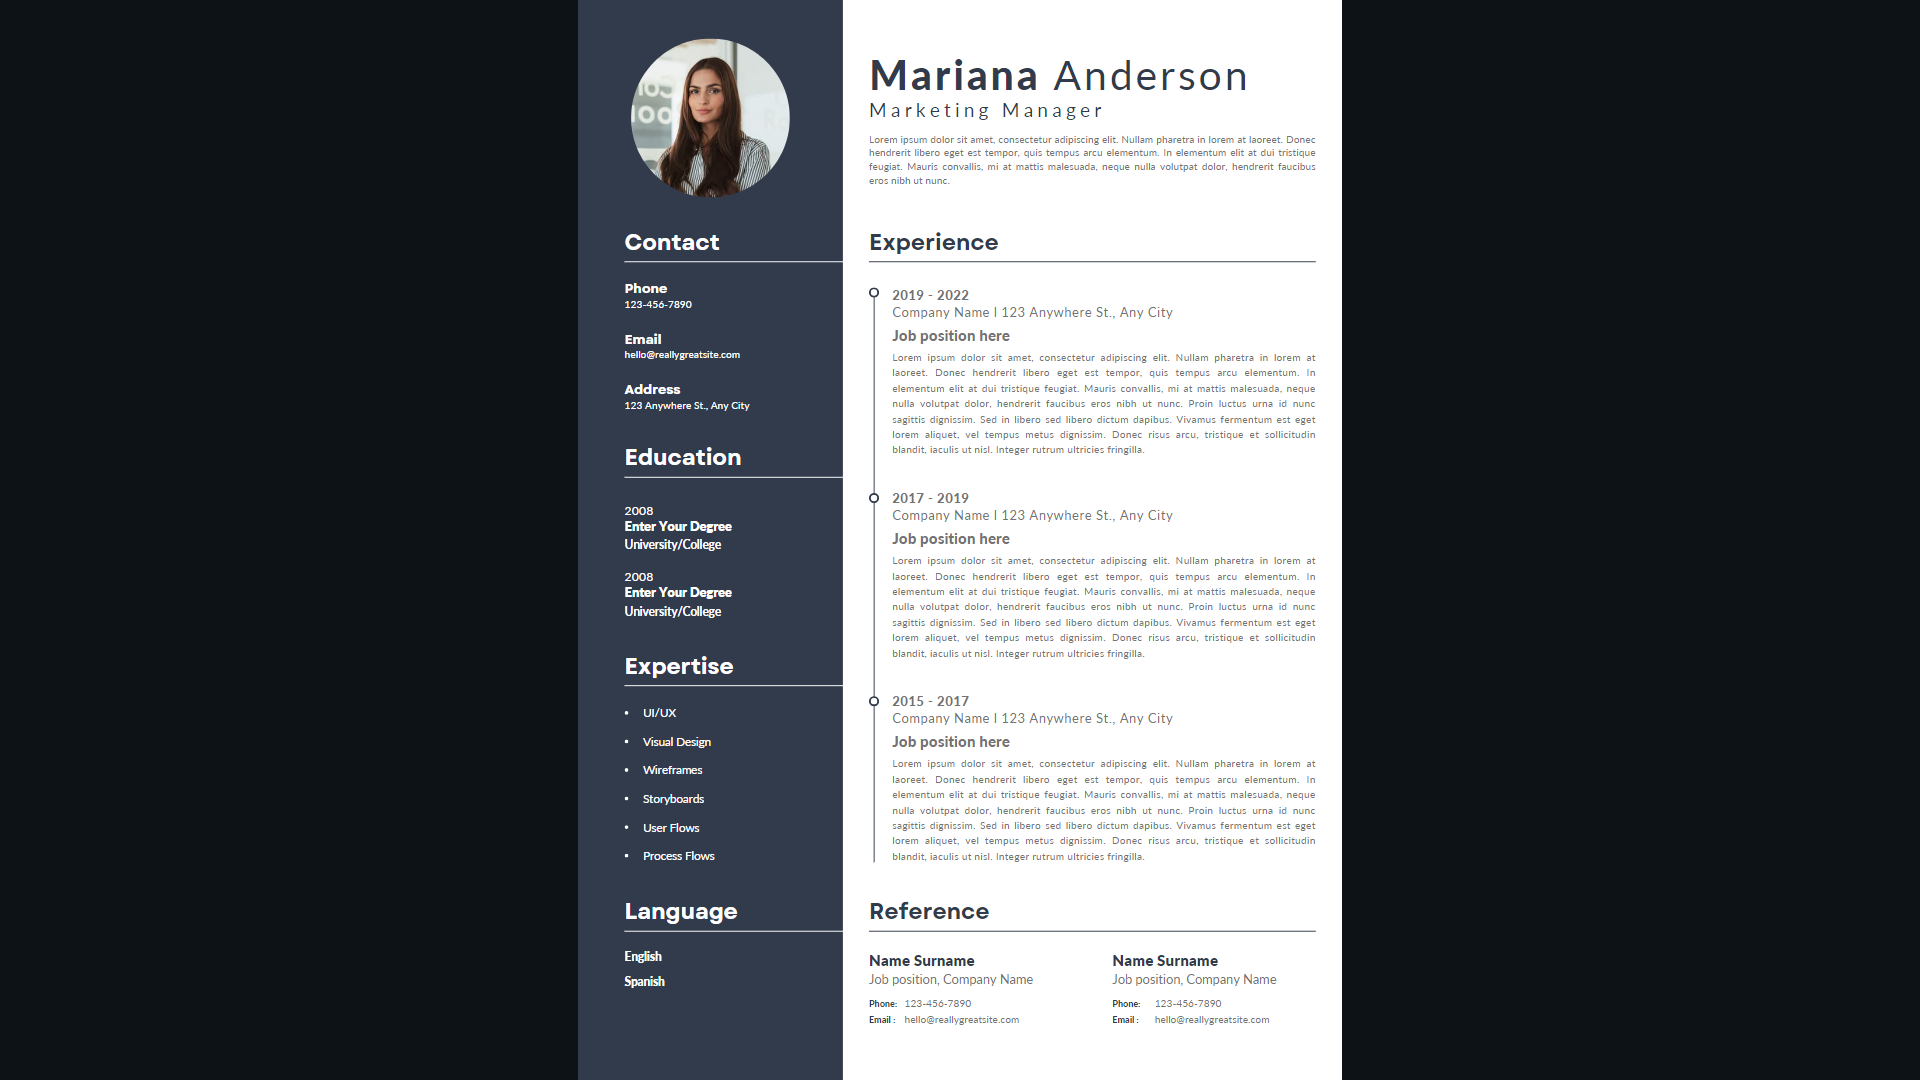 Contact
Phone
123-456-7890
Email
hello@reallygreatsite.com
Address
123 Anywhere St., Any City
Education
2008
Enter Your Degree
University/College
2008
Enter Your Degree
University/College
Expertise
• UI/UX
• Visual Design
• Wireframes
• Storyboards
• User Flows
• Process Flows
Language
English
Spanish
Mariana Anderson
Marketing Manager
Lorem ipsum dolor sit amet, consectetur adipiscing elit. Nullam pharetra in lorem at laoreet. Donec
hendrerit libero eget est tempor, quis tempus arcu elementum. In elementum elit at dui tristique
feugiat. Mauris convallis, mi at mattis malesuada, neque nulla volutpat dolor, hendrerit faucibus
eros nibh ut nunc.
Experience
2019 - 2022
Company Name l 123 Anywhere St., Any City
Job position here
Lorem ipsum dolor sit amet, consectetur adipiscing elit. Nullam pharetra in lorem at
laoreet. Donec hendrerit libero eget est tempor, quis tempus arcu elementum. In
elementum elit at dui tristique feugiat. Mauris convallis, mi at mattis malesuada, neque
nulla volutpat dolor, hendrerit faucibus eros nibh ut nunc. Proin luctus urna id nunc
sagittis dignissim. Sed in libero sed libero dictum dapibus. Vivamus fermentum est eget
lorem aliquet, vel tempus metus dignissim. Donec risus arcu, tristique et sollicitudin
blandit, iaculis ut nisl. Integer rutrum ultricies fringilla.
2017 - 2019
Company Name l 123 Anywhere St., Any City
Job position here
Lorem ipsum dolor sit amet, consectetur adipiscing elit. Nullam pharetra in lorem at
laoreet. Donec hendrerit libero eget est tempor, quis tempus arcu elementum. In
elementum elit at dui tristique feugiat. Mauris convallis, mi at mattis malesuada, neque
nulla volutpat dolor, hendrerit faucibus eros nibh ut nunc. Proin luctus urna id nunc
sagittis dignissim. Sed in libero sed libero dictum dapibus. Vivamus fermentum est eget
lorem aliquet, vel tempus metus dignissim. Donec risus arcu, tristique et sollicitudin
blandit, iaculis ut nisl. Integer rutrum ultricies fringilla.
2015 - 2017
Company Name l 123 Anywhere St., Any City
Job position here
Lorem ipsum dolor sit amet, consectetur adipiscing elit. Nullam pharetra in lorem at
laoreet. Donec hendrerit libero eget est tempor, quis tempus arcu elementum. In
elementum elit at dui tristique feugiat. Mauris convallis, mi at mattis malesuada, neque
nulla volutpat dolor, hendrerit faucibus eros nibh ut nunc. Proin luctus urna id nunc
sagittis dignissim. Sed in libero sed libero dictum dapibus. Vivamus fermentum est eget
lorem aliquet, vel tempus metus dignissim. Donec risus arcu, tristique et sollicitudin
blandit, iaculis ut nisl. Integer rutrum ultricies fringilla.
Reference
Name Surname
Job position, Company Name
Phone: 123-456-7890
Email : hello@reallygreatsite.com
Name Surname
Job position, Company Name
Phone: 123-456-7890
Email : hello@reallygreatsite.com